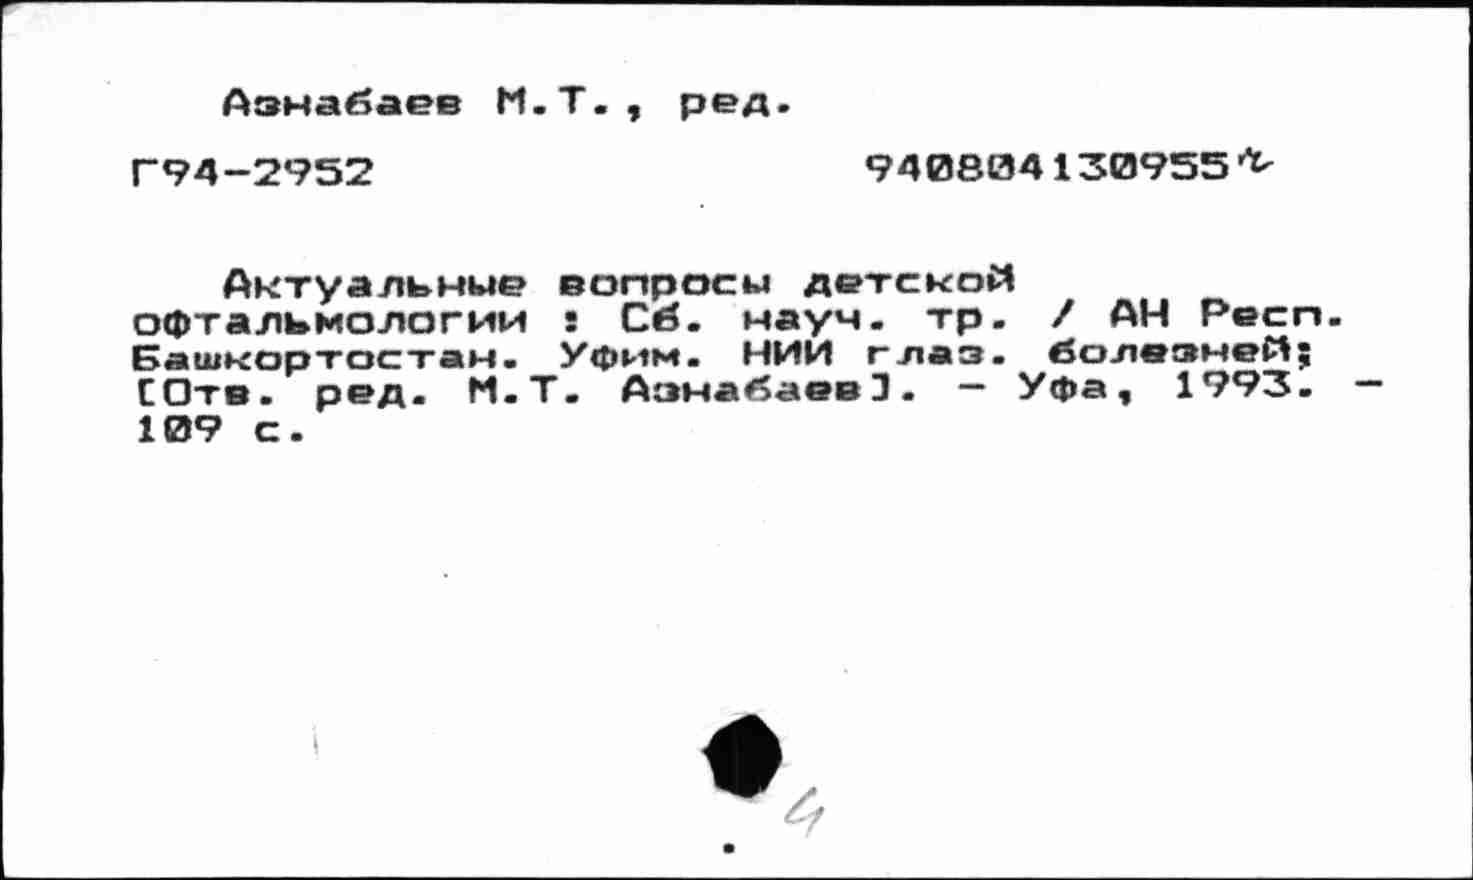 Азнабаев М.Т., ред.
Г94-2952 940804130955
Актуальные вопросы детской
офтальмологии : Сб. науч. тр. / АН Респ.
Башкортостан. Уфим. НИИ глаз. болезней;
[Отв. ред. М.Т. Азнабаев]. - Уфа, 1993. -
109 с.
4